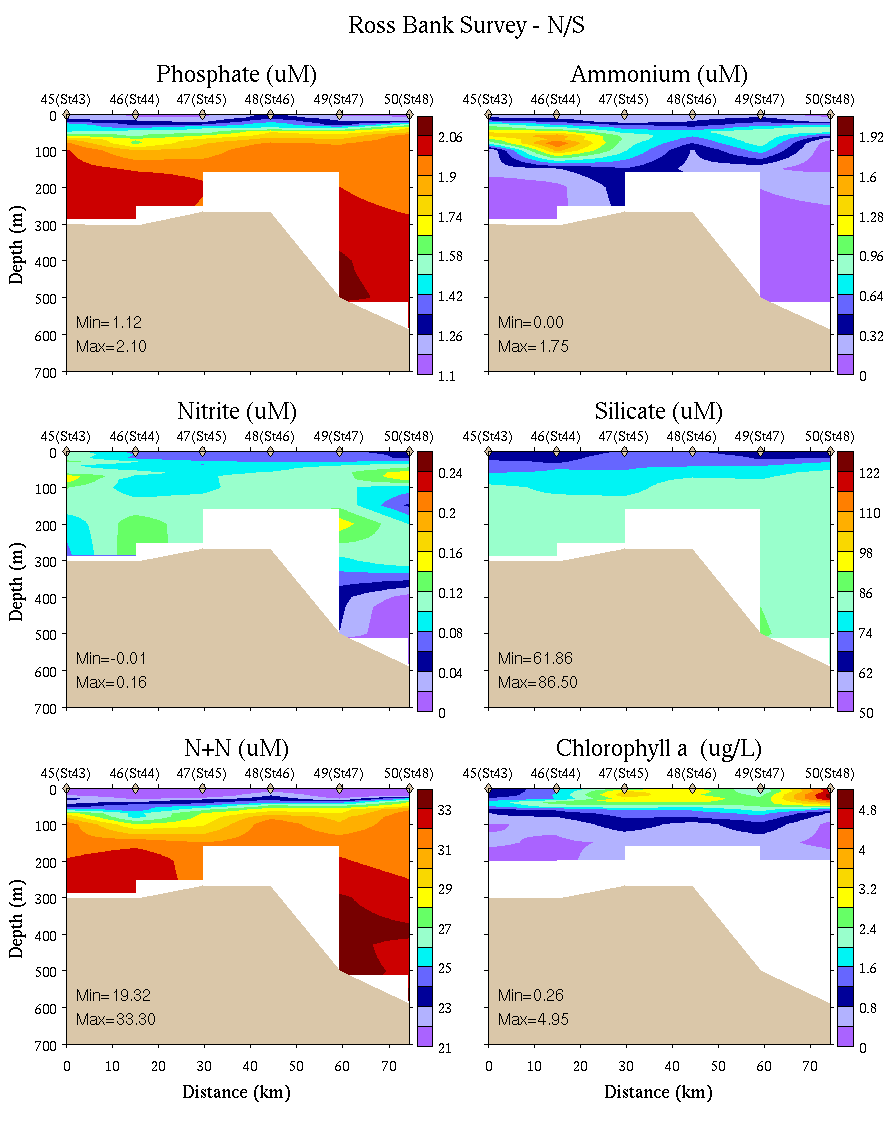 Ross Bank Survey - N/S
Phosphate (uM)
45(St43) 46(St44) 47(St45) 48(St46) 49(St47) 50(St48)
0
100
200
300
400
500
600
700
Depth (m)
Min=1.12
Max=2.10
2.06
1.9
1.74
1.58
1.42
1.26
1.1
Ammonium (uM)
45(St43) 46(St44) 47(St45) 48(St46) 49(St47) 50(St48)
Min=0.00
Max=1.75
1.92
1.6
1.28
0.96
0.64
0.32
0
Nitrite (uM)
45(St43) 46(St44) 47(St45) 48(St46) 49(St47) 50(St48)
0
100
200
300
400
500
600
700
Depth (m)
Min=-0.01
Max=0.16
0.24
0.2
0.16
0.12
0.08
0.04
0
Silicate (uM)
45(St43) 46(St44) 47(St45) 48(St46) 49(St47) 50(St48)
Min=61.86
Max=86.50
122
110
98
86
74
62
50
N+N (uM)
45(St43) 46(St44) 47(St45) 48(St46) 49(St47) 50(St48)
0
100
200
300
400
500
600
700
Depth (m)
Min=19.32
Max=33.30
33
31
29
27
25
23
21
0 10 20 30 40 50 60 70
Distance (km)
Chlorophyll a (ug/L)
45(St43) 46(St44) 47(St45) 48(St46) 49(St47) 50(St48)
Min=0.26
Max=4.95
4.8
4
3.2
2.4
1.6
0.8
0
0 10 20 30 40 50 60 70
Distance (km)